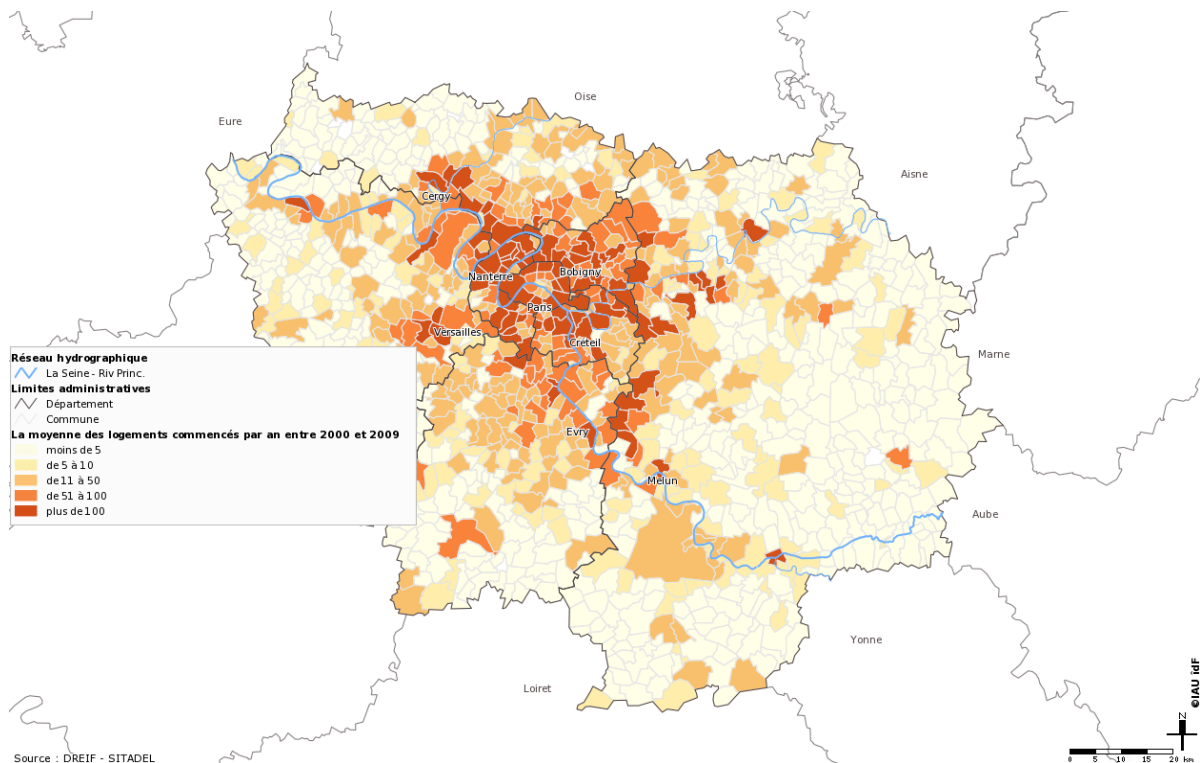 Oise
Eure
Aisne
Cergy
Nanterre
Bobigny
Paris
Versailles
Créteil
Marne
Réseau hydrographique
La Seine - Riv Princ.
Limites administratives
Département
Commune
La moyenne des logements commencés par an entre 2000 et 2009
moins de 5
de 5 à 10
de 11 à 50
de 51 à 100
plus de 100
Evry
Melun
Aube
Yonne
Loiret
©IAU îdF
N
0 5 10 15 20 km
Source : DREIF - SITADEL